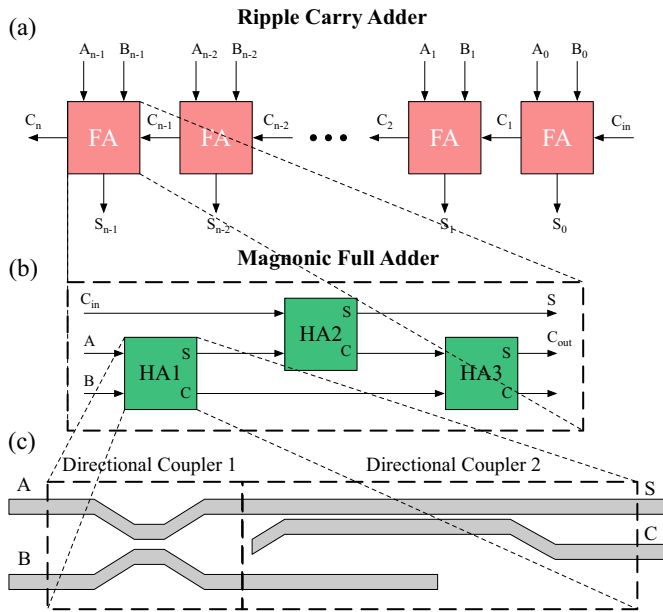 Ripple Carry Adder
(a)
Aₙ₋₁ Bₙ₋₁ Aₙ₋₂ Bₙ₋₂ A₁ B₁ A₀ B₀
Cₙ FA Cₙ₋₁ FA Cₙ₋₂ ••• C₂ FA C₁ FA Cᵢₙ
Sₙ₋₁ Sₙ₋₂ S₁ S₀
(b) Magnonic Full Adder
Cᵢₙ S S
HA2
A S C S Cₒᵤₜ
HA1 HA3
B C C
(c)
Directional Coupler 1 Directional Coupler 2
A S
C
B